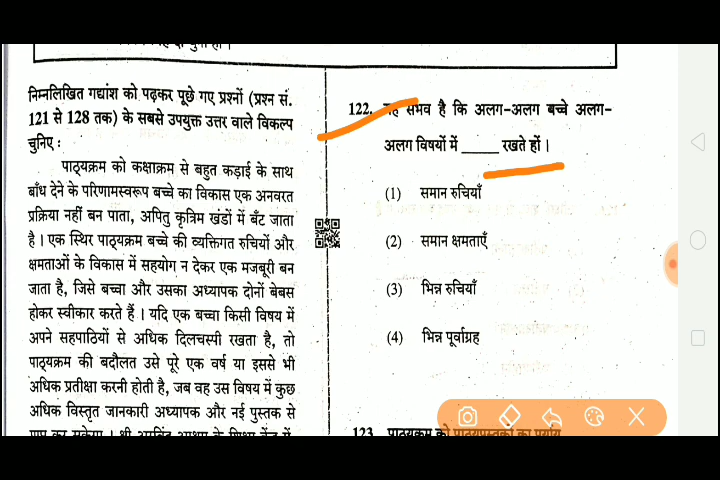 निम्नलिखित गद्यांश को पढ़कर पूछे गए प्रश्नों (प्रश्न सं.
121 से 128 तक) के सबसे उपयुक्त उत्तर वाले विकल्प
चुनिए :
पाठ्यक्रम को कक्षाक्रम से बहुत कड़ाई के साथ
बाँध देने के परिणामस्वरूप बच्चे का विकास एक अनवरत
प्रक्रिया नहीं बन पाता, अपितु कृत्रिम खंडों में बँट जाता
है । एक स्थिर पाठ्यक्रम बच्चे की व्यक्तिगत रुचियों और
क्षमताओं के विकास में सहयोग न देकर एक मजबूरी बन
जाता है, जिसे बच्चा और उसका अध्यापक दोनों बेबस
होकर स्वीकार करते हैं । यदि एक बच्चा किसी विषय में
अपने सहपाठियों से अधिक दिलचस्पी रखता है, तो
पाठ्यक्रम की बदौलत उसे पूरे एक वर्ष या इससे भी
अधिक प्रतीक्षा करनी होती है, जब वह उस विषय में कुछ
अधिक विस्तृत जानकारी अध्यापक और नई पुस्तक से
122. यह संभव है कि अलग-अलग बच्चे अलग-
अलग विषयों में _____ रखते हों ।
(1) समान रुचियाँ
(2) समान क्षमताएँ
(3) भिन्न रुचियाँ
(4) भिन्न पूर्वाग्रह
123. पाठ्यक्रम को पाठ्यपुस्तकों का पर्याय